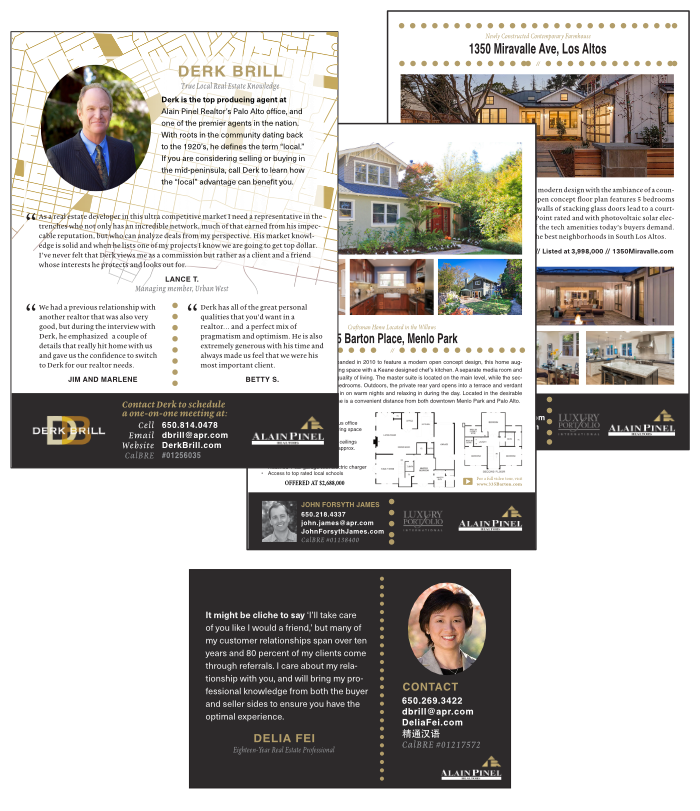 DERK BRILL
True Local Real Estate Knowledge
Derk is the top producing agent at
Alain Pinel Realtor's Palo Alto office, and
one of the premier agents in the nation.
With roots in the community dating back
to the 1920's, he defines the term "local."
If you are considering selling or buying in
the mid-peninsula, call Derk to learn how
the "local" advantage can benefit you.
“ As a real estate developer in this ultra competitive market I need a representative in the
trenches who not only has an incredible network, much of that earned from his impec-
cable reputation, but who can analyze deals from my perspective. His market knowl-
edge is solid and when he lists one of my projects I know we are going to get top dollar.
I've never felt that Derk views me as a commission but rather as a client and a friend
whose interests he protects and looks out for.
LANCE T.
Managing member, Urban West
“ We had a previous relationship with
another realtor that was also very
good, but during the interview with
Derk, he emphasized a couple of
details that really hit home with us
and gave us the confidence to switch
to Derk for our realtor needs.
JIM AND MARLENE
“ Derk has all of the great personal
qualities that you'd want in a
realtor... and a perfect mix of
pragmatism and optimism. He is also
extremely generous with his time and
always made us feel that we were his
most important client.
BETTY S.
DERK BRILL
Contact Derk to schedule
a one-on-one meeting at:
Cell 650.814.0478
Email dbrill@apr.com
Website DerkBrill.com
CalBRE #01256035
ALAIN PINEL
REALTORS
Newly Constructed Contemporary Farmhouse
1350 Miravalle Ave, Los Altos
//
modern design with the ambiance of a coun-
pen concept floor plan features 5 bedrooms
walls of stacking glass doors lead to a court-
Point rated and with photovoltaic solar elec-
f the tech amenities today's buyers demand.
he best neighborhoods in South Los Altos.
// Listed at 3,998,000 // 1350Miravalle.com
om
LUXURY
PORTFOLIO
INTERNATIONAL
ALAIN PINEL
REALTORS
Craftsman Home Located in the Willows
5 Barton Place, Menlo Park
//
anded in 2010 to feature a modern open concept design, this home aug-
ing space with a Keane designed chef's kitchen. A separate media room and
quality of living. The master suite is located on the main level, while the sec-
edrooms. Outdoors, the private rear yard opens into a terrace and verdant
in on warm nights and relaxing in during the day. Located in the desirable
e is a convenient distance from both downtown Menlo Park and Palo Alto.
us office
ing space
ceilings
approx.
tric charger
• Access to top rated local schools
OFFERED AT $2,688,000
JOHN FORSYTH JAMES
650.218.4337
john.james@apr.com
JohnForsythJames.com
CalBRE #01138400
LUXURY
PORTFOLIO
INTERNATIONAL
ALAIN PINEL
REALTORS
It might be cliche to say 'I'll take care
of you like I would a friend,' but many of
my customer relationships span over ten
years and 80 percent of my clients come
through referrals. I care about my rela-
tionship with you, and will bring my pro-
fessional knowledge from both the buyer
and seller sides to ensure you have the
optimal experience.
DELIA FEI
Eighteen-Year Real Estate Professional
CONTACT
650.269.3422
dbrill@apr.com
DeliaFei.com
精通汉语
CalBRE #01217572
ALAIN PINEL
REALTORS